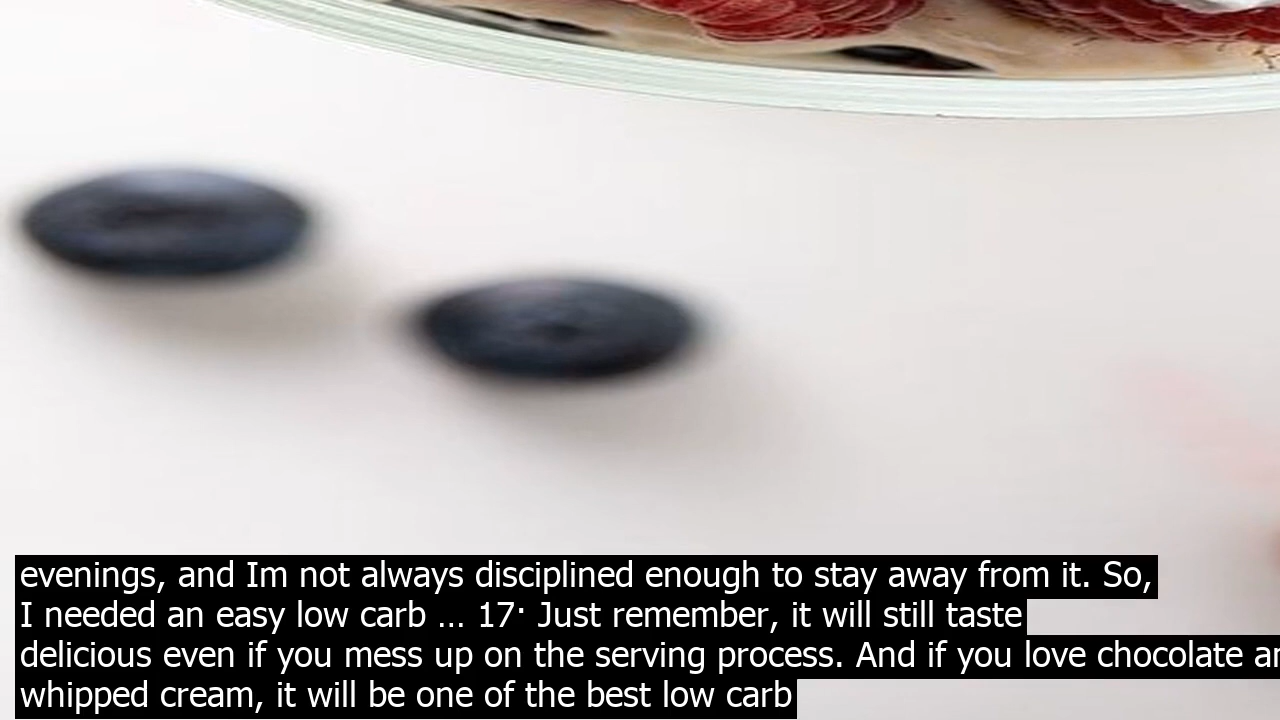 evenings, and Im not always disciplined enough to stay away from it. So,
I needed an easy low carb ... 17· Just remember, it will still taste
delicious even if you mess up on the serving process. And if you love chocolate
whipped cream, it will be one of the best low carb